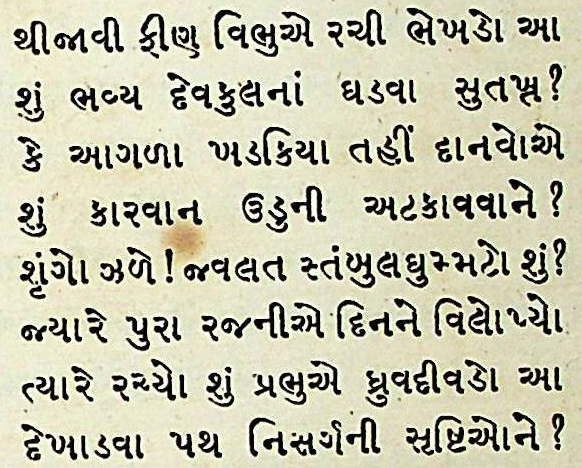 થીજાવી ફીણ વિભુએ રચી ભેખડો આ
શું ભવ્ય દેવકુલનાં ઘડવા સુતખ્ત?
કે આગળા ખડકિયા તહીં દાનવોએ
શું કારવાન ઉડુની અટકાવવાને?
શૃંગો ઝળે! જ્વલત સ્તંબુલઘુમ્મટો શું?
જ્યારે પુરા રજનીએ દિનને વિલોપ્યો
ત્યારે રચ્યો શું પ્રભુએ ધ્રુવદીવડો આ
દેખાડવા પથ નિસર્ગની સૃષ્ટિઓને?